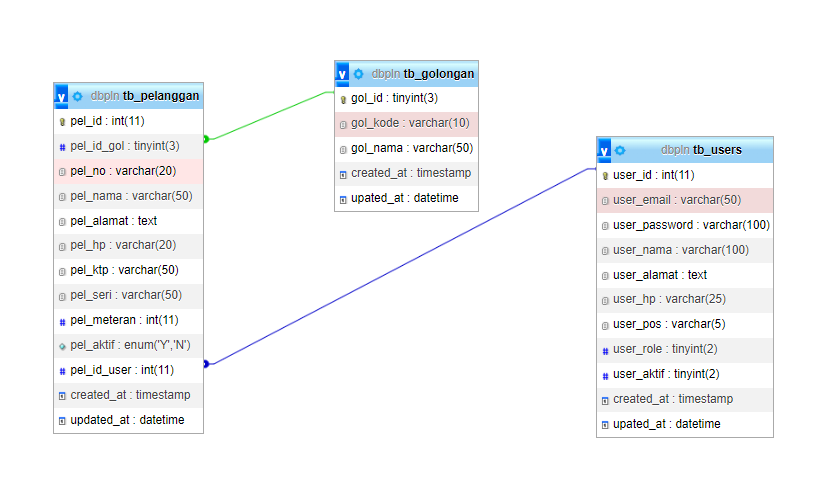 dbpln tb_pelanggan
pel_id : int(11)
pel_id_gol : tinyint(3)
pel_no : varchar(20)
pel_nama : varchar(50)
pel_alamat : text
pel_hp : varchar(20)
pel_ktp : varchar(50)
pel_seri : varchar(50)
pel_meteran : int(11)
pel_aktif : enum('Y','N')
pel_id_user : int(11)
created_at : timestamp
updated_at : datetime
dbpln tb_golongan
gol_id : tinyint(3)
gol_kode : varchar(10)
gol_nama : varchar(50)
created_at : timestamp
upated_at : datetime
dbpln tb_users
user_id : int(11)
user_email : varchar(50)
user_password : varchar(100)
user_nama : varchar(100)
user_alamat : text
user_hp : varchar(25)
user_pos : varchar(5)
user_role : tinyint(2)
user_aktif : tinyint(2)
created_at : timestamp
upated_at : datetime